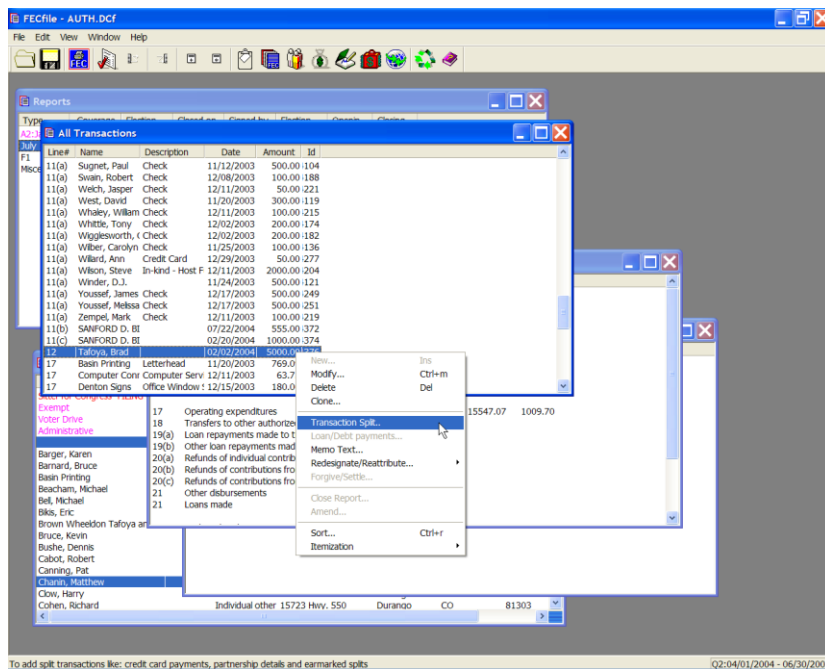 FECfile - AUTH.DCf
File Edit View Window Help
FEC
Reports
Type
A2:Ja
July
F1
Misce
All Transactions
Line# Name Description Date Amount Id
11(a) Sugnet, Paul Check 11/12/2003 500.00 104
11(a) Swain, Robert Check 12/08/2003 100.00 188
11(a) Welch, Jasper Check 12/11/2003 50.00 221
11(a) West, David Check 11/20/2003 300.00 119
11(a) Whaley, William Check 12/11/2003 100.00 215
11(a) Whittle, Tony Check 12/02/2003 200.00 174
11(a) Wigglesworth, ( Check 12/02/2003 200.00 182
11(a) Wilber, Carolyn Check 11/25/2003 100.00 136
11(a) Willard, Ann Credit Card 12/29/2003 50.00 277
11(a) Wilson, Steve In-kind - Host F 12/11/2003 2000.00 204
11(a) Winder, D.J. 11/24/2003 500.00 121
11(a) Youssef, James Check 12/17/2003 500.00 249
11(a) Youssef, Melissa Check 12/17/2003 500.00 251
11(a) Zempel, Mark Check 12/11/2003 100.00 219
11(b) SANFORD D. BI 07/22/2004 555.00 372
11(c) SANFORD D. BI 02/20/2004 1000.00 374
12 Tafoya, Brad 02/02/2004 5000.00
17 Basin Printing Letterhead 11/20/2003 769.0
17 Computer Conr Computer Servi 12/11/2003 63.7
17 Denton Signs Office Window S 12/15/2003 180.0
New... Ins
Modify... Ctrl+m
Delete Del
Clone...
Transaction Split..
Loan/Debt payments...
Memo Text...
Redesignate/Reattribute...
Forgive/Settle...
Close Report...
Amend...
Sort... Ctrl+r
Itemization
17 Operating expenditures 15547.07 1009.70
18 Transfers to other authorize
19(a) Loan repayments made to t
19(b) Other loan repayments mad
20(a) Refunds of individual contrib
20(b) Refunds of contributions fro
20(c) Refunds of contributions fro
21 Other disbursements
21 Loans made
Exempt
Voter Drive
Administrative
Barger, Karen
Barnard, Bruce
Basin Printing
Beacham, Michael
Bell, Michael
Bikis, Eric
Brown Wheeldon Tafoya ar
Bruce, Kevin
Bushe, Dennis
Cabot, Robert
Canning, Pat
Chanin, Matthew
Clow, Harry
Cohen, Richard Individual other 15723 Hwy. 550 Durango CO 81303
To add split transactions like: credit card payments, partnership details and earmarked splits
Q2:04/01/2004 - 06/30/200